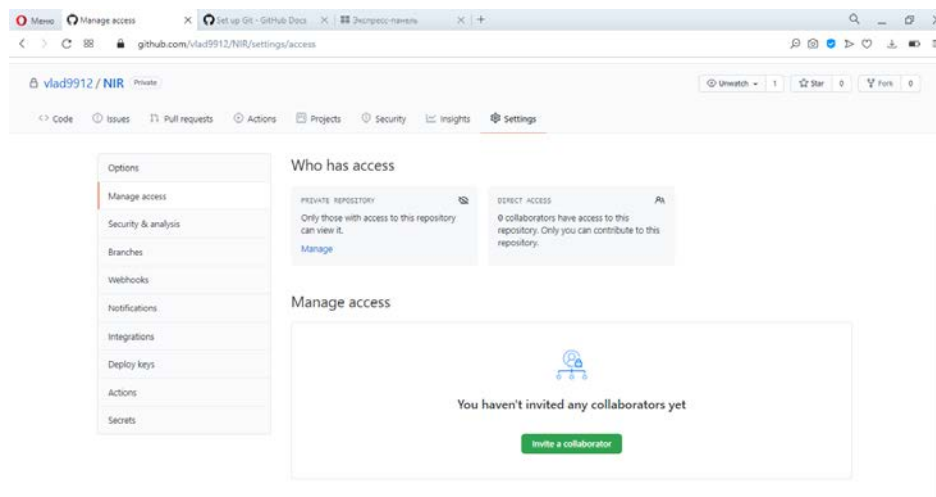 Меню
Manage access
Set up Git - GitHub Docs
Экспресс-панель
github.com/vlad9912/NIR/settings/access
vlad9912 / NIR Private
Unwatch 1
Star 0
Fork 0
Code
Issues
Pull requests
Actions
Projects
Security
Insights
Settings
Options
Manage access
Security & analysis
Branches
Webhooks
Notifications
Integrations
Deploy keys
Actions
Secrets
Who has access
PRIVATE REPOSITORY
Only those with access to this repository
can view it.
Manage
DIRECT ACCESS
0 collaborators have access to this
repository. Only you can contribute to this
repository.
Manage access
You haven't invited any collaborators yet
Invite a collaborator